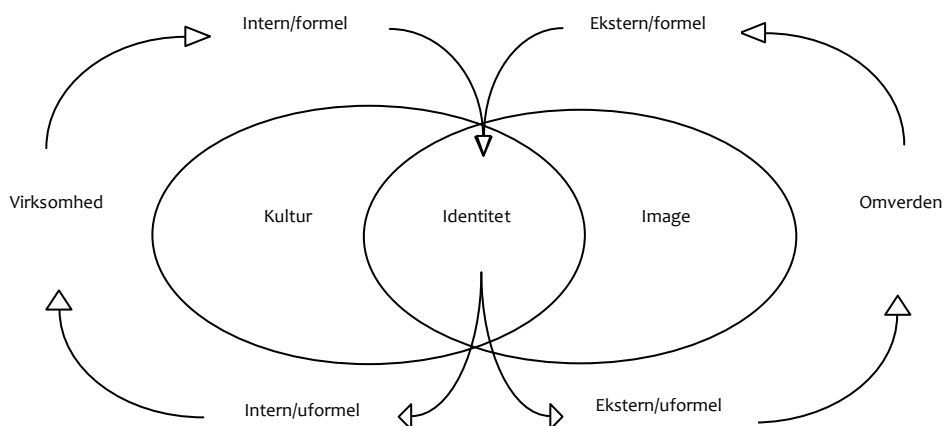 Intern/formel
Ekstern/formel
Virksomhed
Kultur
Identitet
Image
Omverden
Intern/uformel
Ekstern/uformel